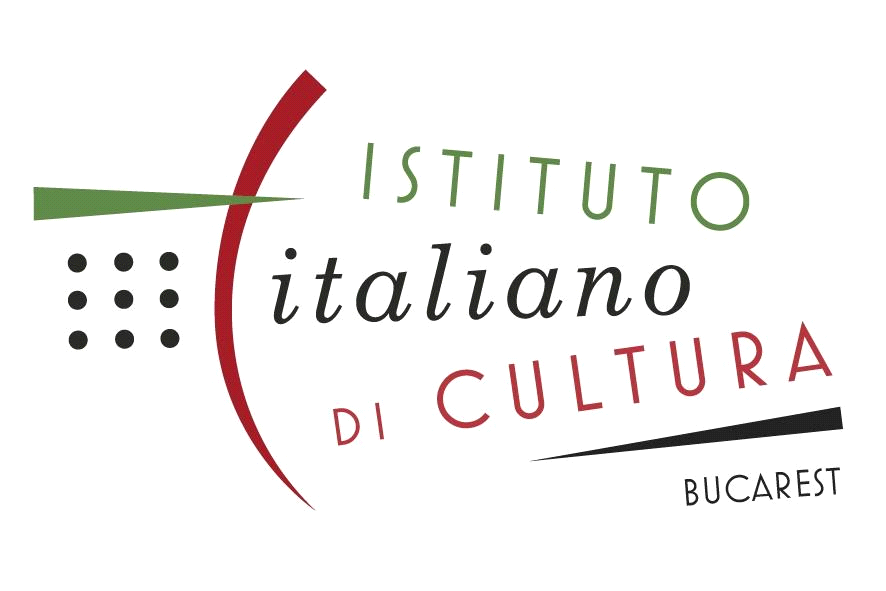 ISTITUTO
italiano
DI CULTURA
BUCAREST